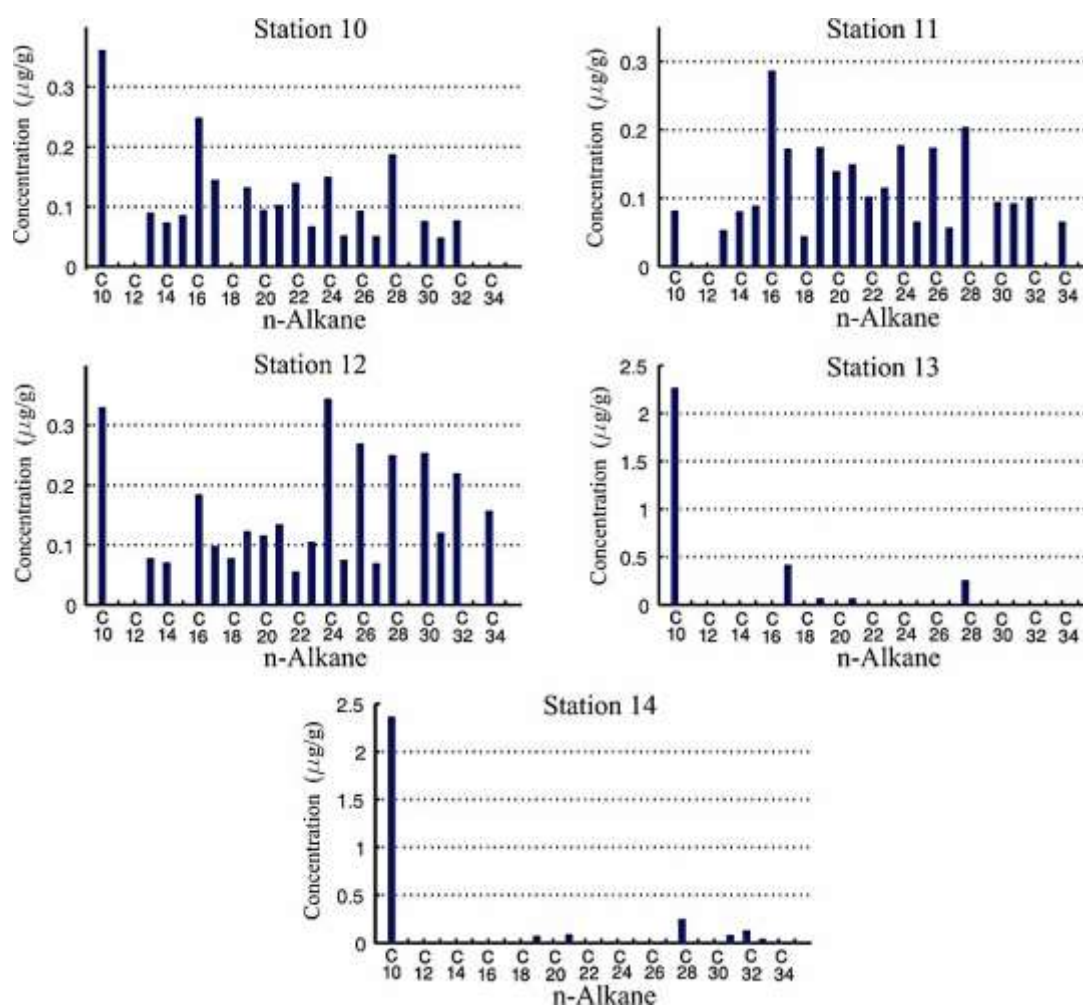 Station 10
Concentration (μg/g)
0.3
0.2
0.1
0
C C C C C C C C C C C C C
10 12 14 16 18 20 22 24 26 28 30 32 34
n-Alkane
Station 11
Concentration (μg/g)
0.3
0.2
0.1
0
C C C C C C C C C C C C C
10 12 14 16 18 20 22 24 26 28 30 32 34
n-Alkane
Station 12
Concentration (μg/g)
0.3
0.2
0.1
0
C C C C C C C C C C C C C
10 12 14 16 18 20 22 24 26 28 30 32 34
n-Alkane
Station 13
Concentration (μg/g)
2.5
2
1.5
1
0.5
0
C C C C C C C C C C C C C
10 12 14 16 18 20 22 24 26 28 30 32 34
n-Alkane
Station 14
Concentration (μg/g)
2.5
2
1.5
1
0.5
0
C C C C C C C C C C C C C
10 12 14 16 18 20 22 24 26 28 30 32 34
n-Alkane